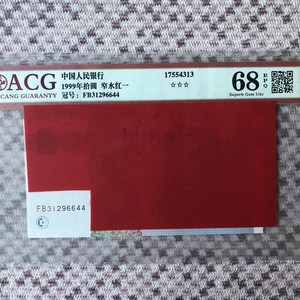 ACG
CANG GUARANTY
中国人民银行
1999年拾圆 窄水红一
冠号: FB31296644
17554313
☆☆☆
68
EPQ
Superb Gem Unc
FB31296644